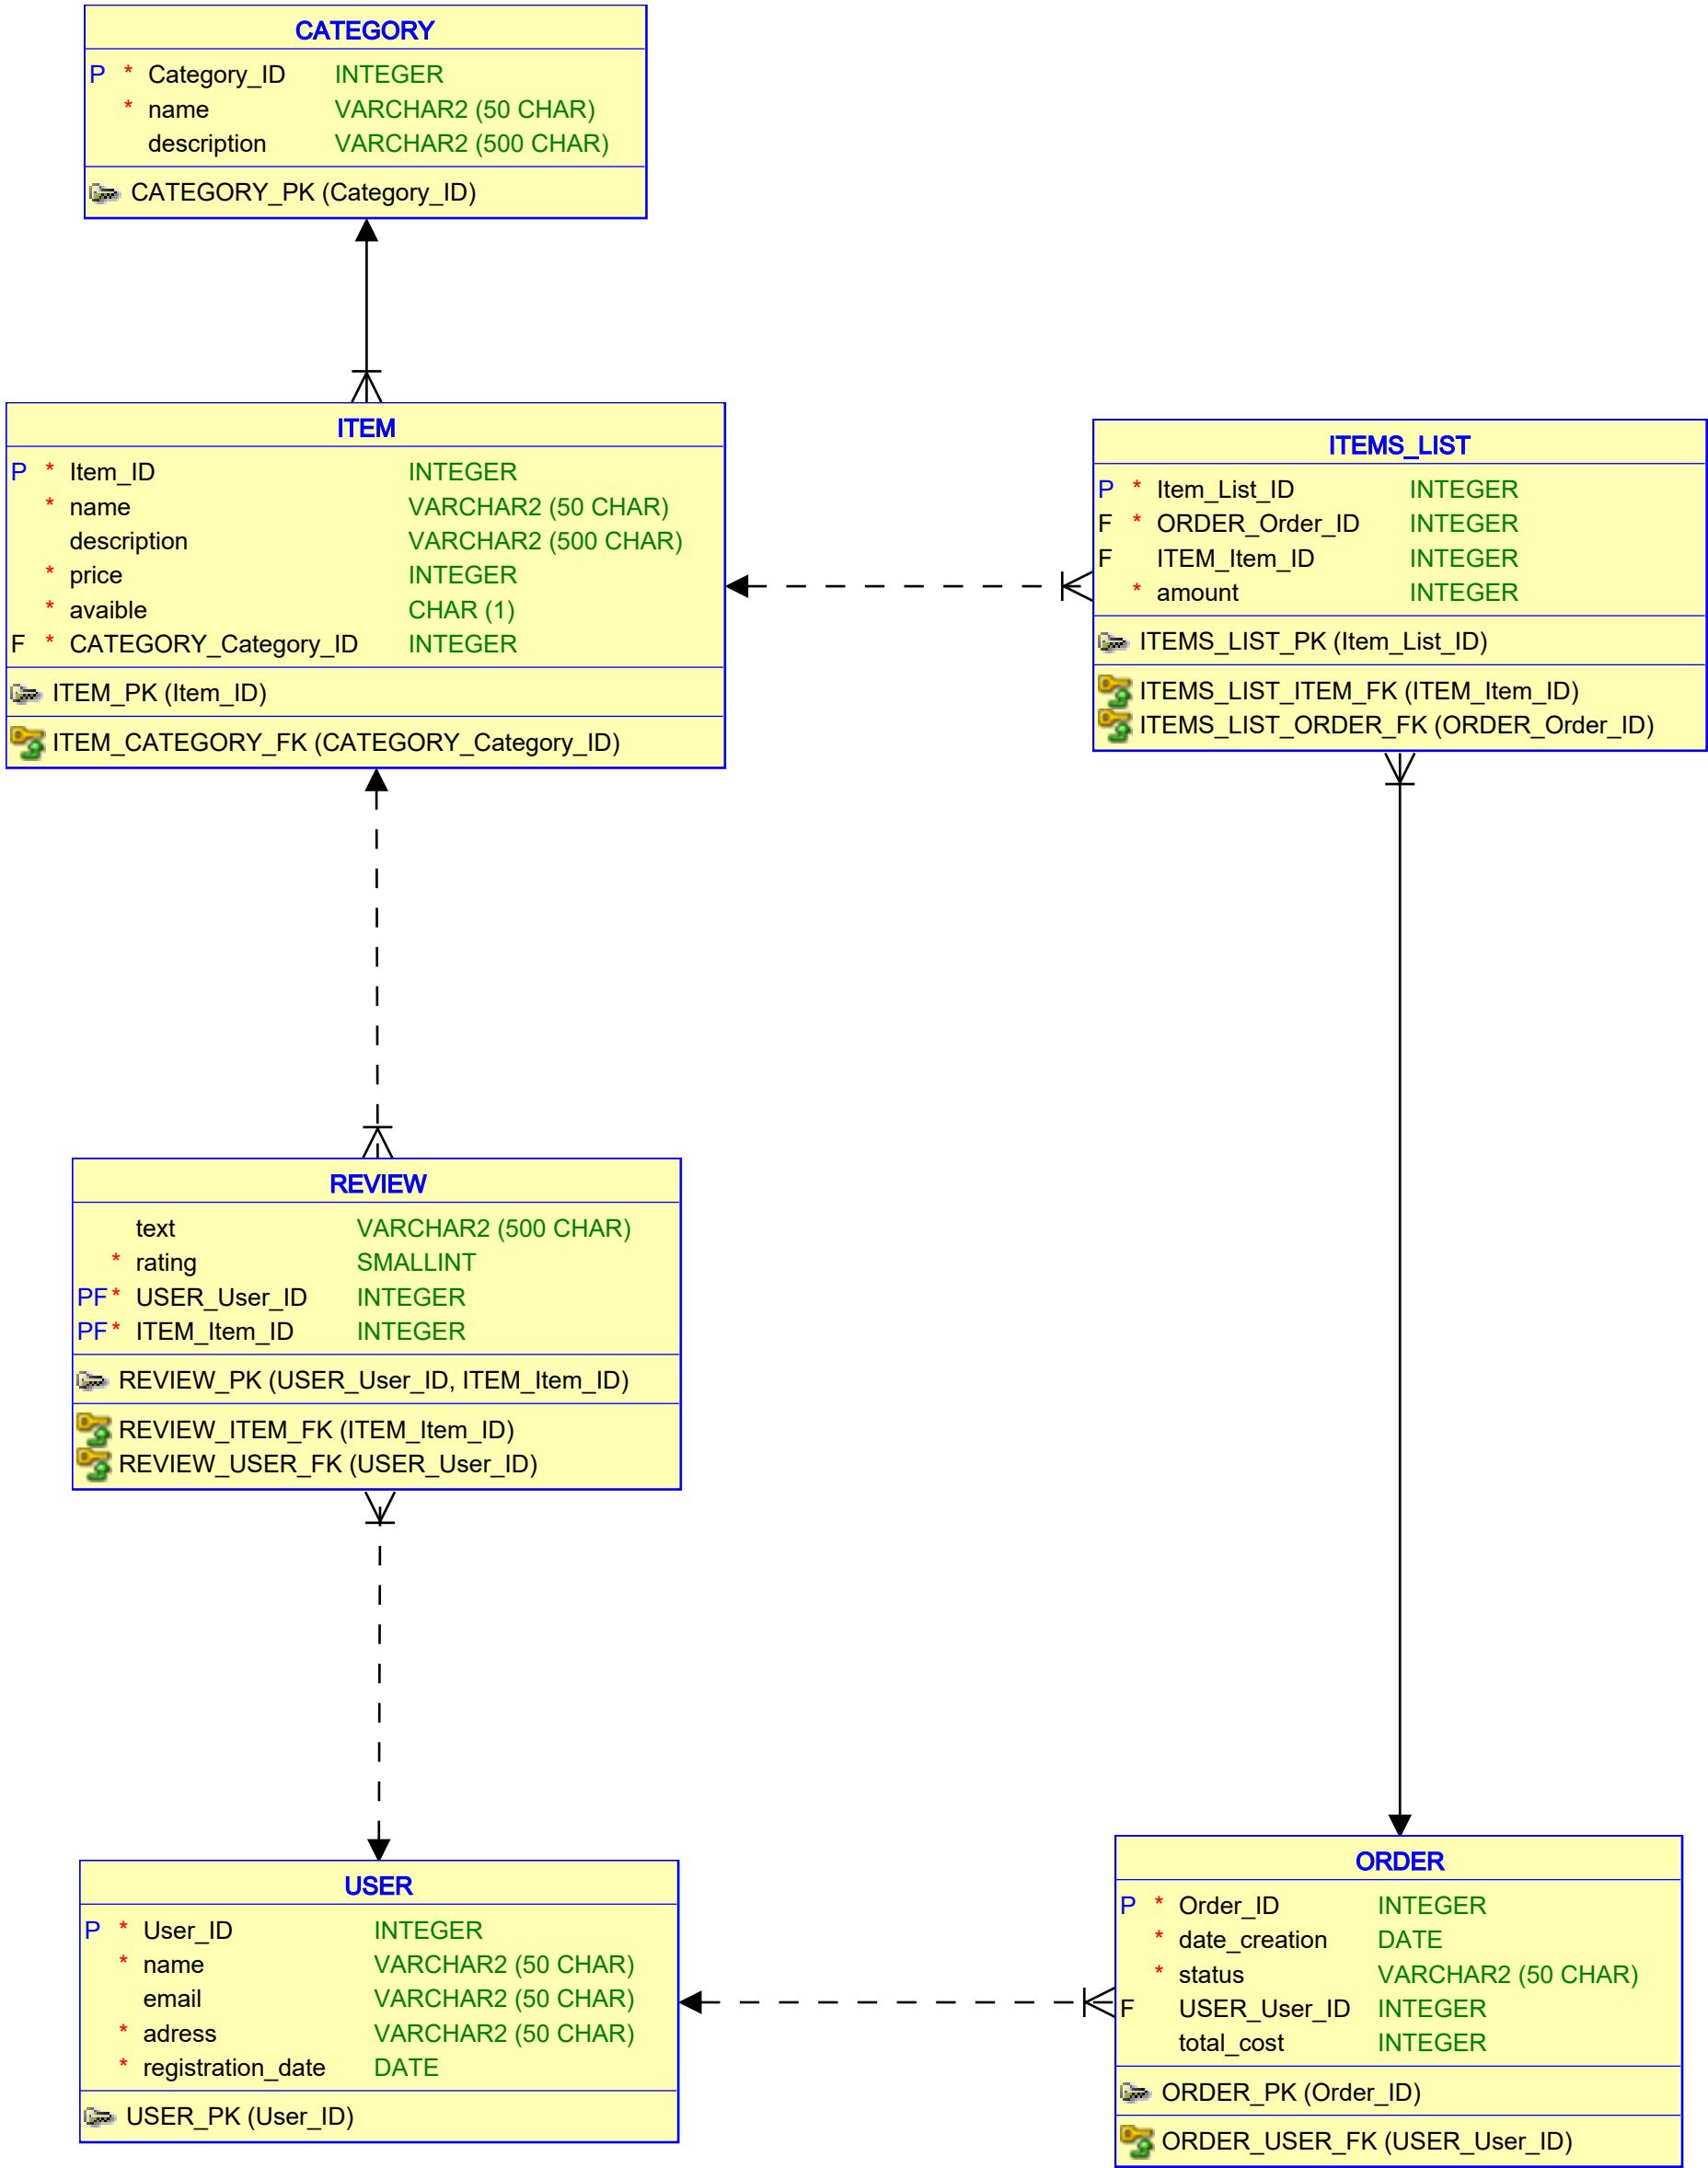 CATEGORY
P * Category_ID INTEGER
* name VARCHAR2 (50 CHAR)
description VARCHAR2 (500 CHAR)
CATEGORY_PK (Category_ID)
ITEM
P * Item_ID INTEGER
* name VARCHAR2 (50 CHAR)
description VARCHAR2 (500 CHAR)
* price INTEGER
* avaible CHAR (1)
F * CATEGORY_Category_ID INTEGER
ITEM_PK (Item_ID)
ITEM_CATEGORY_FK (CATEGORY_Category_ID)
ITEMS_LIST
P * Item_List_ID INTEGER
F * ORDER_Order_ID INTEGER
F ITEM_Item_ID INTEGER
* amount INTEGER
ITEMS_LIST_PK (Item_List_ID)
ITEMS_LIST_ITEM_FK (ITEM_Item_ID)
ITEMS_LIST_ORDER_FK (ORDER_Order_ID)
REVIEW
text VARCHAR2 (500 CHAR)
* rating SMALLINT
PF * USER_User_ID INTEGER
PF * ITEM_Item_ID INTEGER
REVIEW_PK (USER_User_ID, ITEM_Item_ID)
REVIEW_ITEM_FK (ITEM_Item_ID)
REVIEW_USER_FK (USER_User_ID)
USER
P * User_ID INTEGER
* name VARCHAR2 (50 CHAR)
email VARCHAR2 (50 CHAR)
* adress VARCHAR2 (50 CHAR)
* registration_date DATE
USER_PK (User_ID)
ORDER
P * Order_ID INTEGER
* date_creation DATE
* status VARCHAR2 (50 CHAR)
F USER_User_ID INTEGER
total_cost INTEGER
ORDER_PK (Order_ID)
ORDER_USER_FK (USER_User_ID)